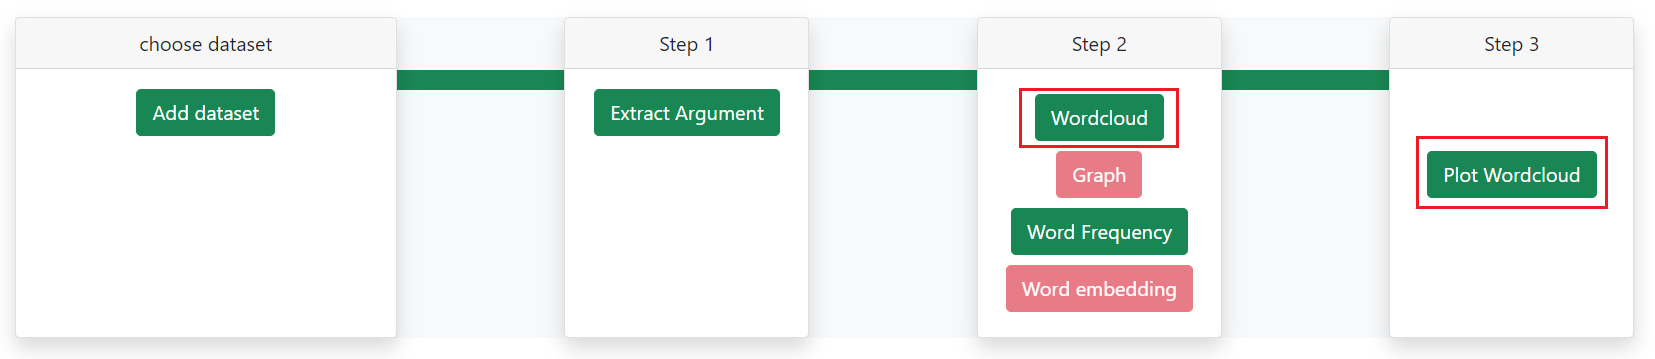 choose dataset
Add dataset
Step 1
Extract Argument
Step 2
Wordcloud
Graph
Word Frequency
Word embedding
Step 3
Plot Wordcloud